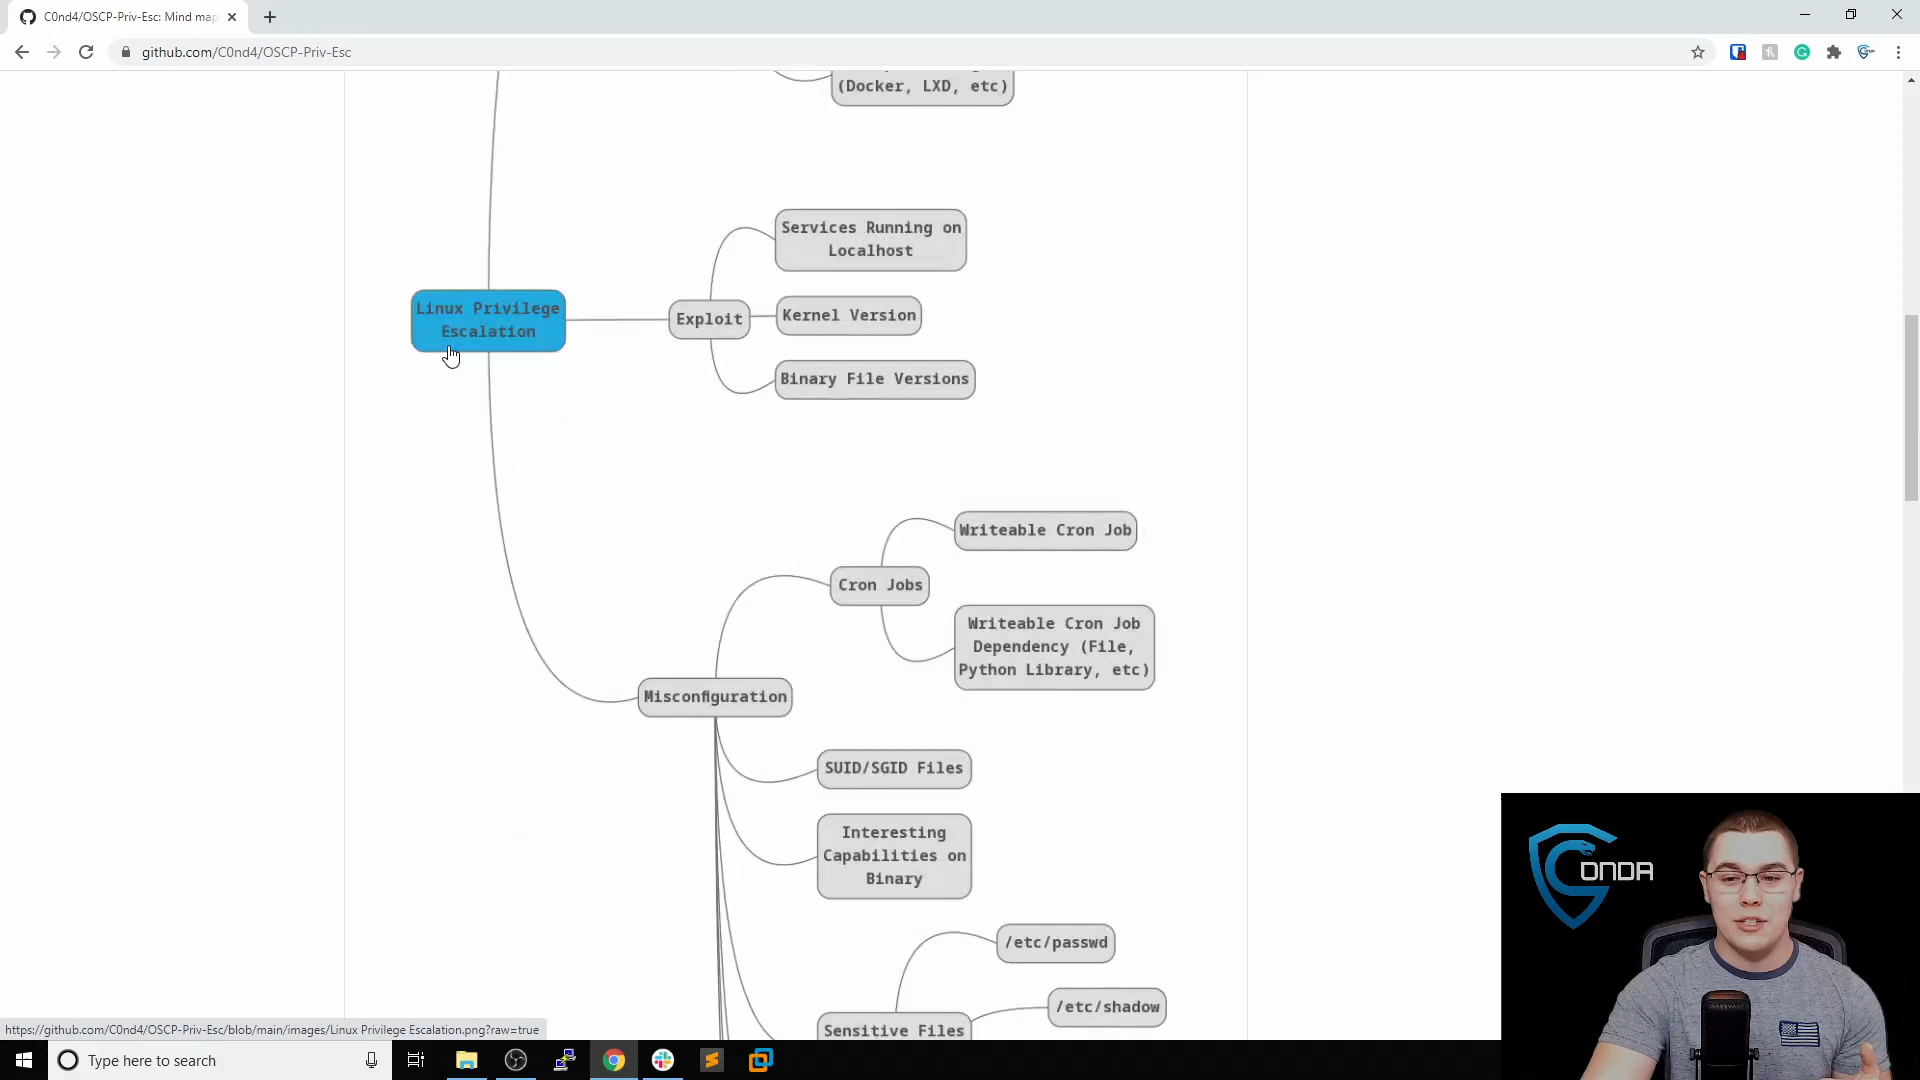 C0nd4/OSCP-Priv-Esc: Mind map
github.com/C0nd4/OSCP-Priv-Esc
(Docker, LXD, etc)
Services Running on
Localhost
Linux Privilege
Escalation
Exploit
Kernel Version
Binary File Versions
Writeable Cron Job
Cron Jobs
Writeable Cron Job
Dependency (File,
Python Library, etc)
Misconfiguration
SUID/SGID Files
Interesting
Capabilities on
Binary
/etc/passwd
/etc/shadow
Sensitive Files
CONDA
https://github.com/C0nd4/OSCP-Priv-Esc/blob/main/images/Linux Privilege Escalation.png?raw=true
Type here to search